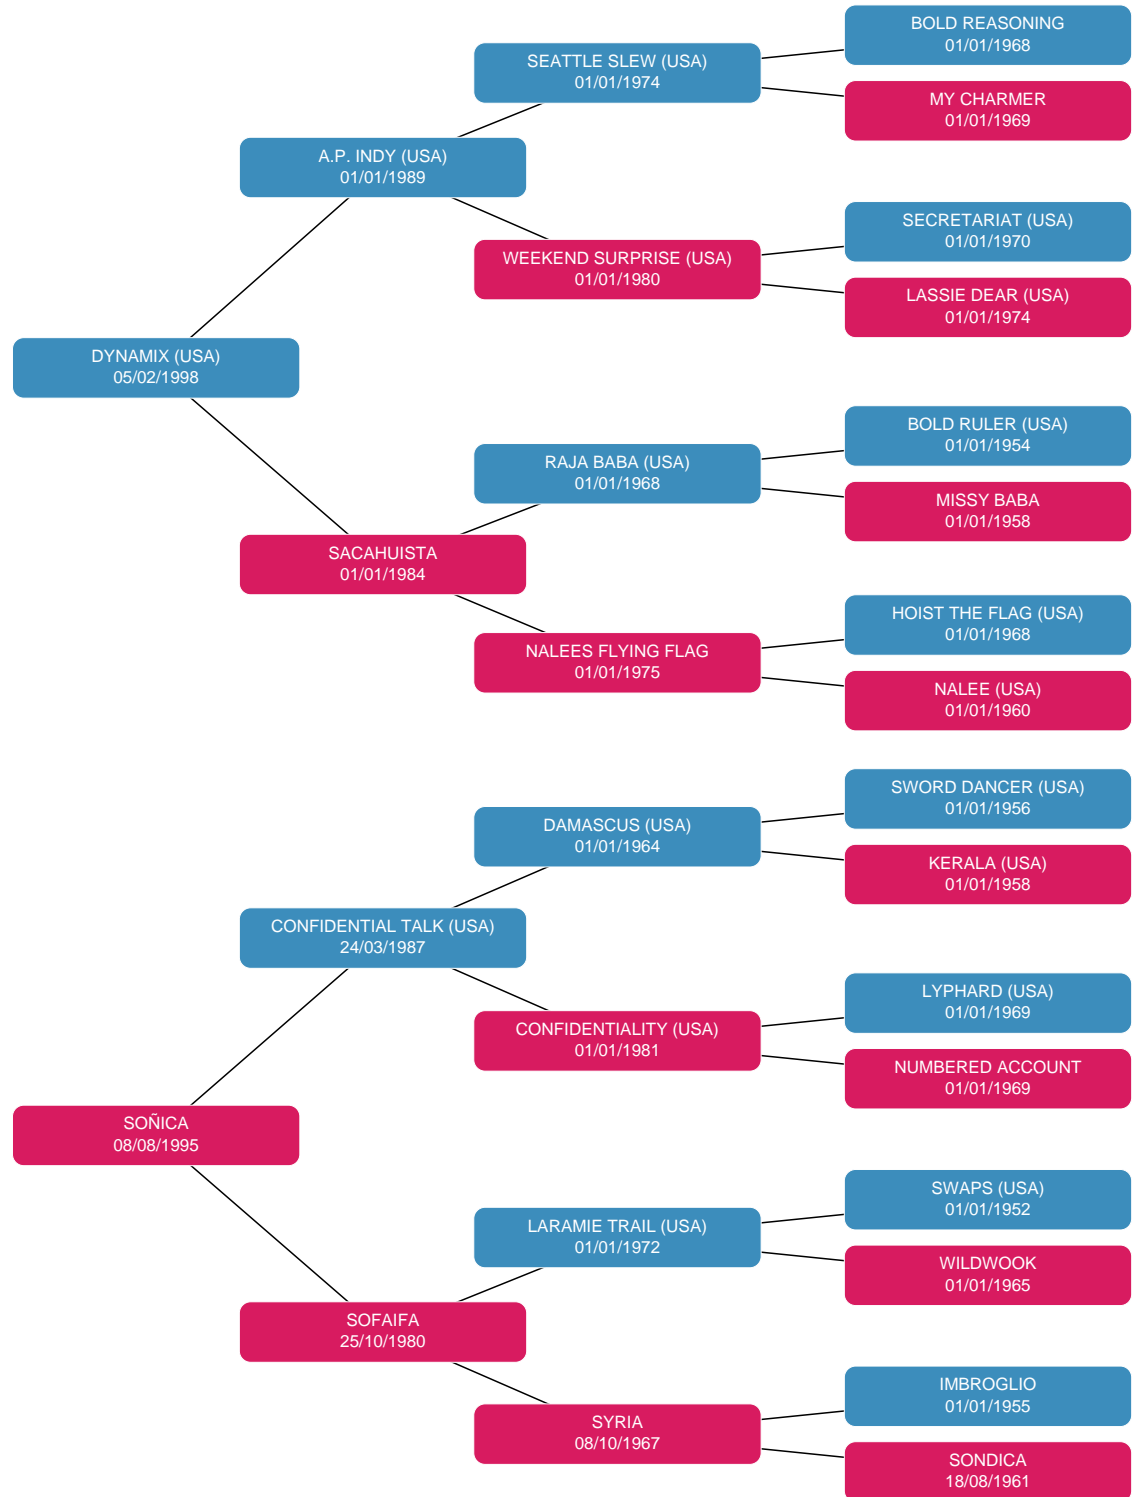 BOLD REASONING
01/01/1968
SEATTLE SLEW (USA)
01/01/1974
MY CHARMER
01/01/1969
A.P. INDY (USA)
01/01/1989
SECRETARIAT (USA)
01/01/1970
WEEKEND SURPRISE (USA)
01/01/1980
LASSIE DEAR (USA)
01/01/1974
DYNAMIX (USA)
05/02/1998
BOLD RULER (USA)
01/01/1954
RAJA BABA (USA)
01/01/1968
MISSY BABA
01/01/1958
SACAHUISTA
01/01/1984
HOIST THE FLAG (USA)
01/01/1968
NALEES FLYING FLAG
01/01/1975
NALEE (USA)
01/01/1960
SWORD DANCER (USA)
01/01/1956
DAMASCUS (USA)
01/01/1964
KERALA (USA)
01/01/1958
CONFIDENTIAL TALK (USA)
24/03/1987
LYPHARD (USA)
01/01/1969
CONFIDENTIALITY (USA)
01/01/1981
NUMBERED ACCOUNT
01/01/1969
SOÑICA
08/08/1995
SWAPS (USA)
01/01/1952
LARAMIE TRAIL (USA)
01/01/1972
WILDWOOK
01/01/1965
SOFAIFA
25/10/1980
IMBROGLIO
01/01/1955
SYRIA
08/10/1967
SONDICA
18/08/1961